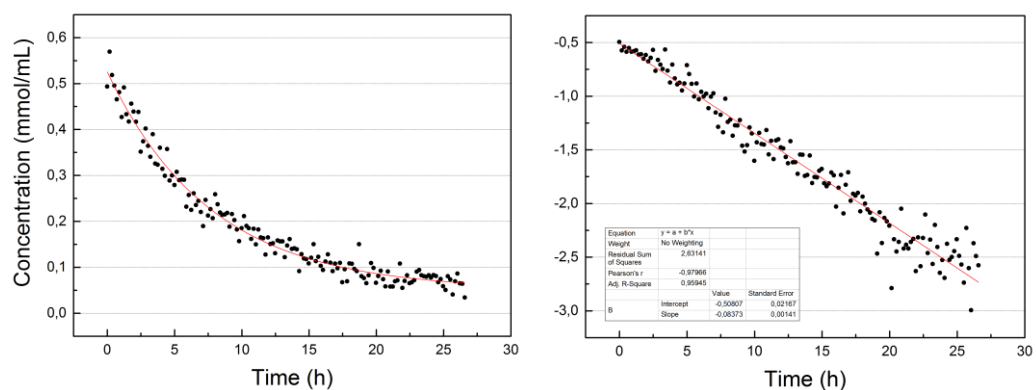 Concentration (mmol/mL)
0,6
0,5
0,4
0,3
0,2
0,1
0,0
0 5 10 15 20 25 30
Time (h)
-0,5
-1,0
-1,5
-2,0
-2,5
-3,0
Equation y = a + b*x
Weight No Weighting
Residual Sum of Squares 2,63141
Pearson's r -0,97966
Adj. R-Square 0,95945
Value Standard Error
B Intercept -0,50807 0,02167
Slope -0,08373 0,00141
0 5 10 15 20 25 30
Time (h)